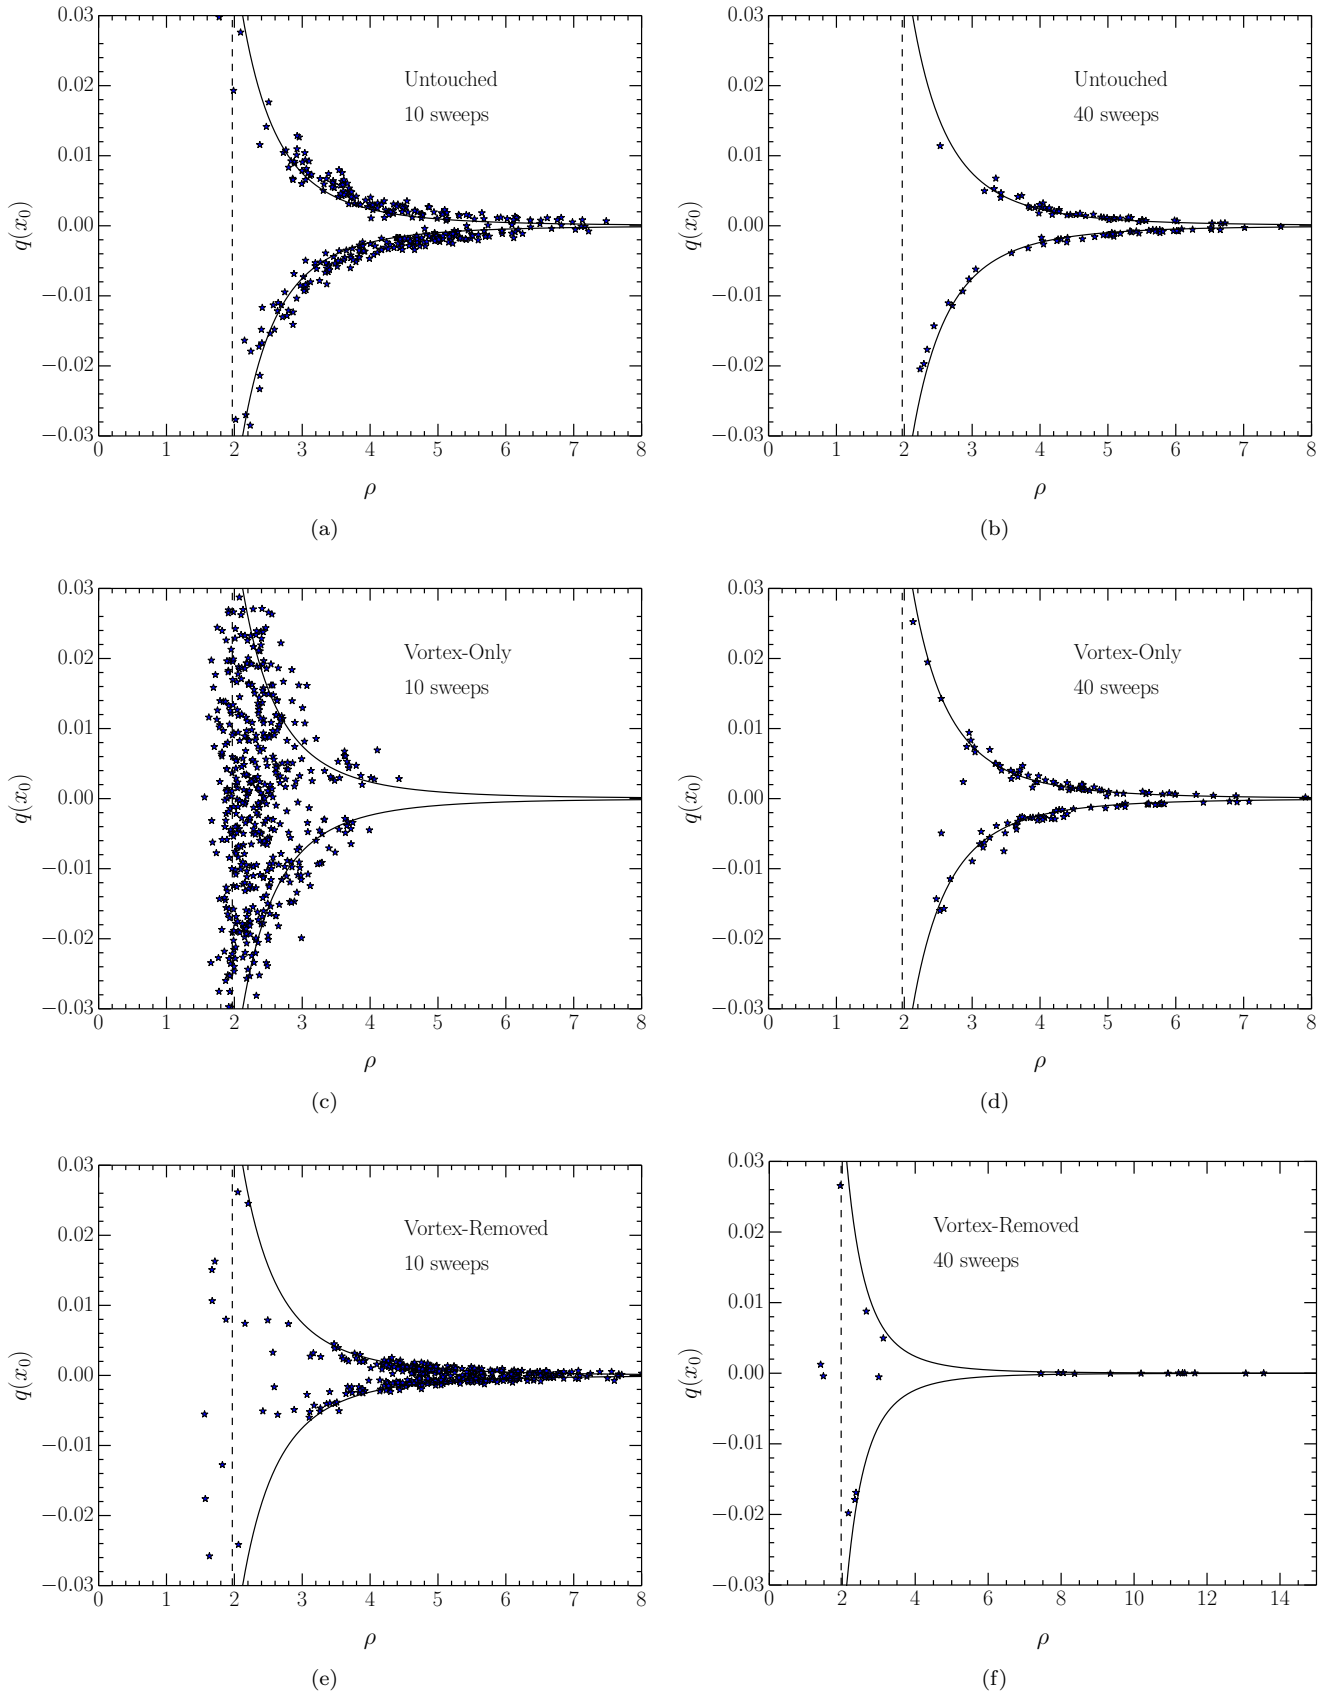 0.03
0.02
0.01
0.00
−0.01
−0.02
−0.03
q(x₀)
Untouched
10 sweeps
0 1 2 3 4 5 6 7 8
ρ
(a)
0.03
0.02
0.01
0.00
−0.01
−0.02
−0.03
q(x₀)
Untouched
40 sweeps
0 1 2 3 4 5 6 7 8
ρ
(b)
0.03
0.02
0.01
0.00
−0.01
−0.02
−0.03
q(x₀)
Vortex-Only
10 sweeps
0 1 2 3 4 5 6 7 8
ρ
(c)
0.03
0.02
0.01
0.00
−0.01
−0.02
−0.03
q(x₀)
Vortex-Only
40 sweeps
0 1 2 3 4 5 6 7 8
ρ
(d)
0.03
0.02
0.01
0.00
−0.01
−0.02
−0.03
q(x₀)
Vortex-Removed
10 sweeps
0 1 2 3 4 5 6 7 8
ρ
(e)
0.03
0.02
0.01
0.00
−0.01
−0.02
−0.03
q(x₀)
Vortex-Removed
40 sweeps
0 2 4 6 8 10 12 14
ρ
(f)